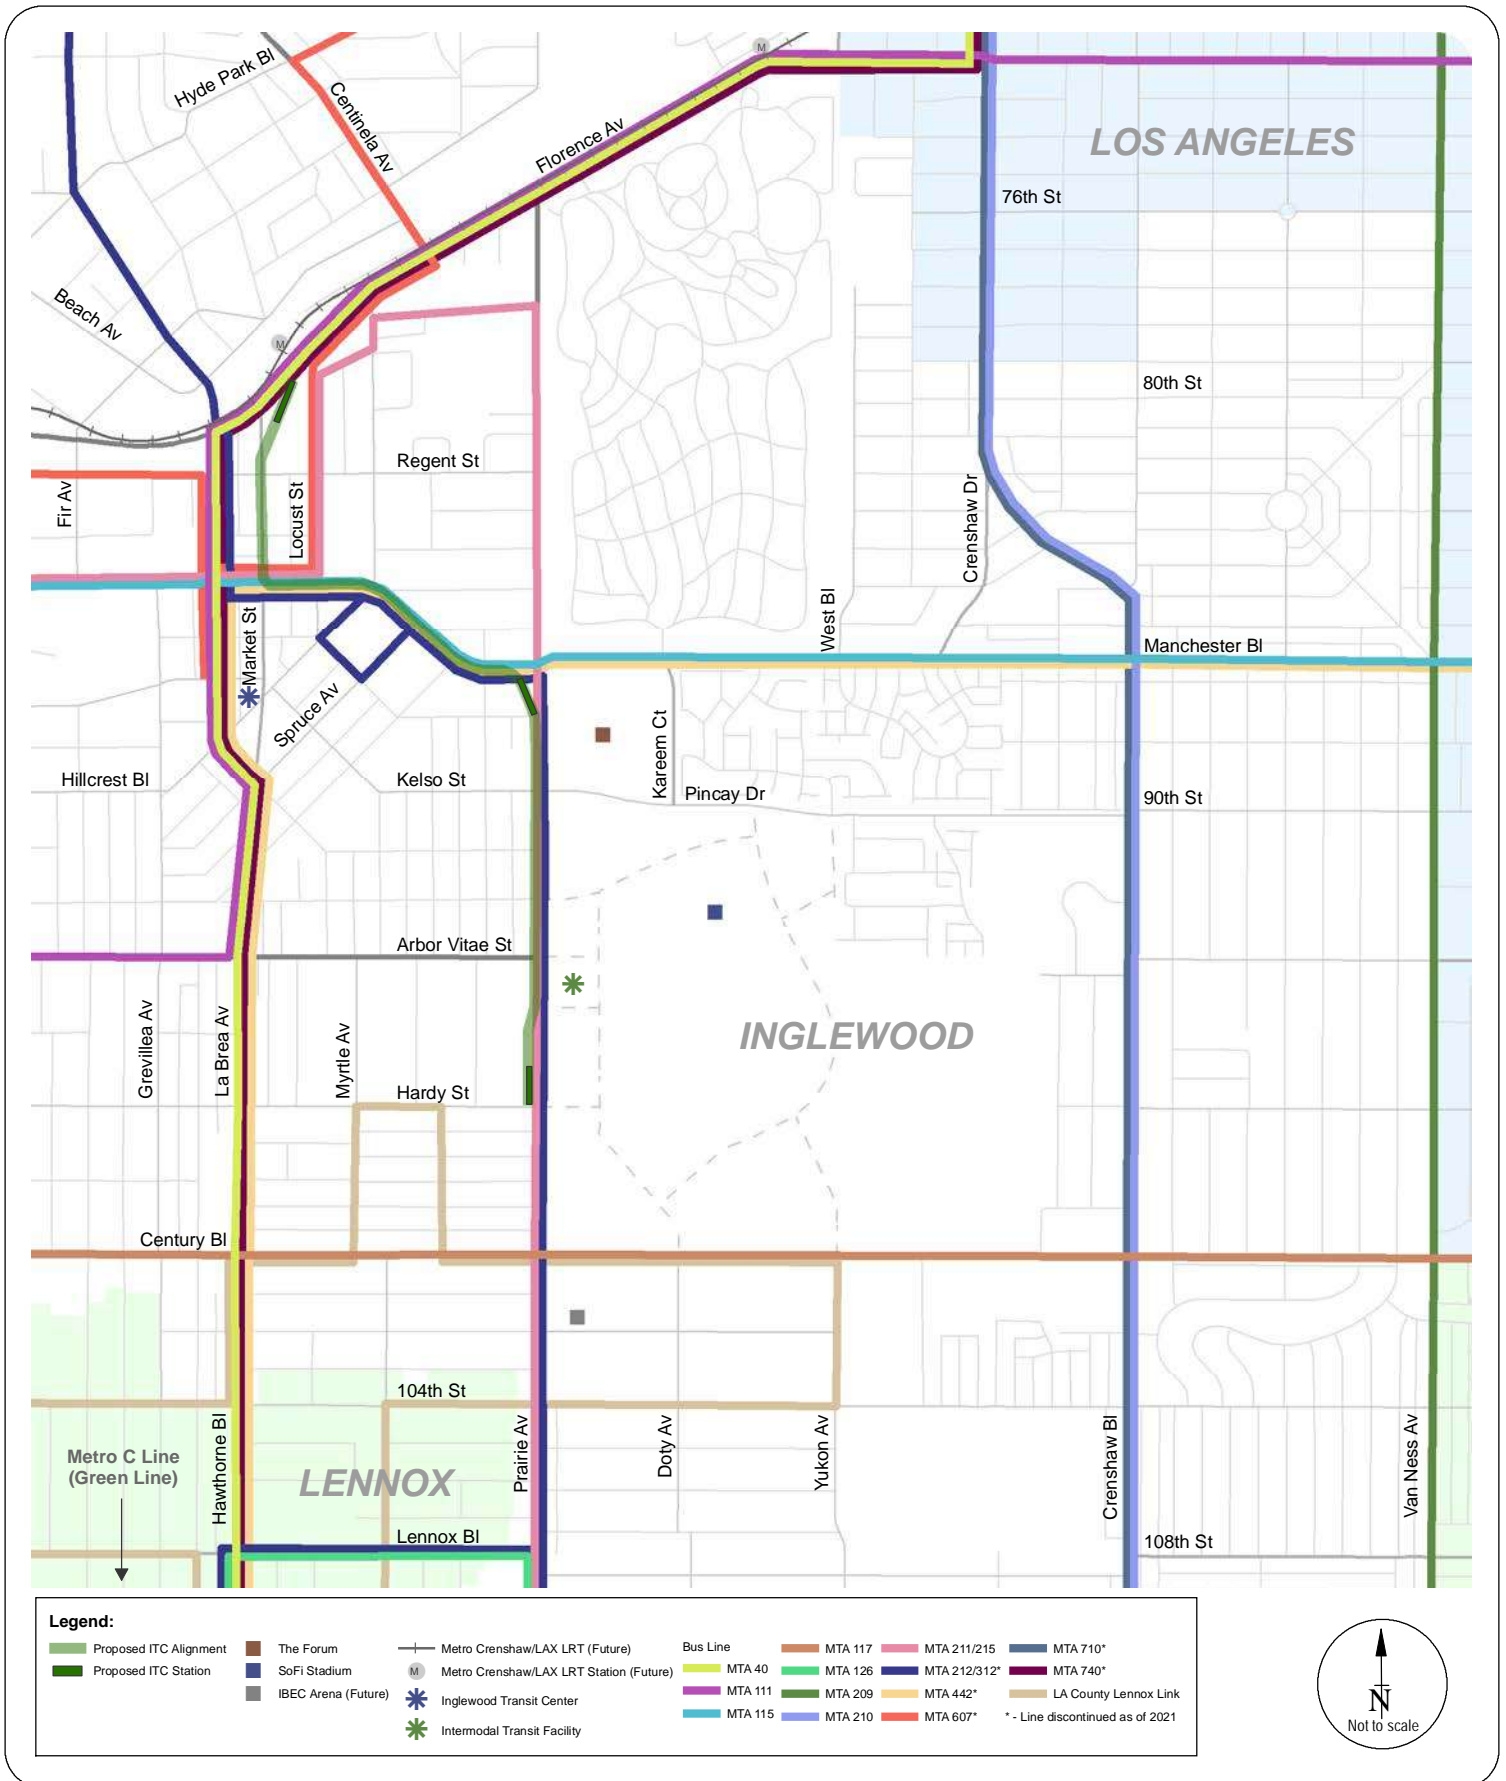 M
Hyde Park Bl
Centinela Av
Florence Av
LOS ANGELES
76th St
Beach Av
M
80th St
Regent St
Fir Av
Locust St
Crenshaw Dr
West Bl
Market St
Manchester Bl
Spruce Av
Kareem Ct
Hillcrest Bl
Kelso St
Pincay Dr
90th St
Arbor Vitae St
Grevillea Av
La Brea Av
Myrtle Av
INGLEWOOD
Hardy St
Century Bl
104th St
Hawthorne Bl
Prairie Av
Doty Av
Yukon Av
Crenshaw Bl
Van Ness Av
Metro C Line
(Green Line)
LENNOX
Lennox Bl
108th St
Legend:
Proposed ITC Alignment
Proposed ITC Station
The Forum
SoFi Stadium
IBEC Arena (Future)
Metro Crenshaw/LAX LRT (Future)
M Metro Crenshaw/LAX LRT Station (Future)
Inglewood Transit Center
Intermodal Transit Facility
Bus Line
MTA 40
MTA 111
MTA 115
MTA 117
MTA 126
MTA 209
MTA 210
MTA 211/215
MTA 212/312*
MTA 442*
MTA 607*
MTA 710*
MTA 740*
LA County Lennox Link
* - Line discontinued as of 2021
N
Not to scale